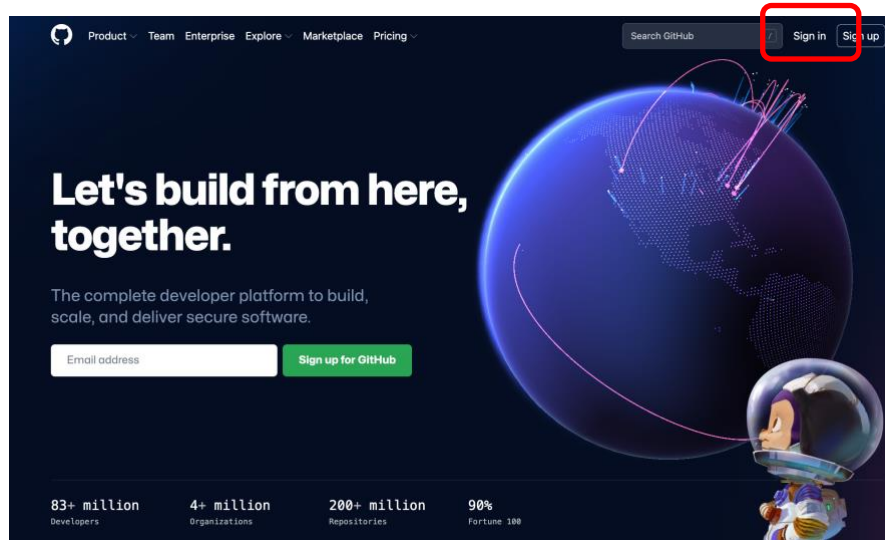 Product Team Enterprise Explore Marketplace Pricing Search GitHub / Sign in Sign up
Let's build from here,
together.
The complete developer platform to build,
scale, and deliver secure software.
Email address Sign up for GitHub
83+ million 4+ million 200+ million 90%
Developers Organizations Repositories Fortune 100